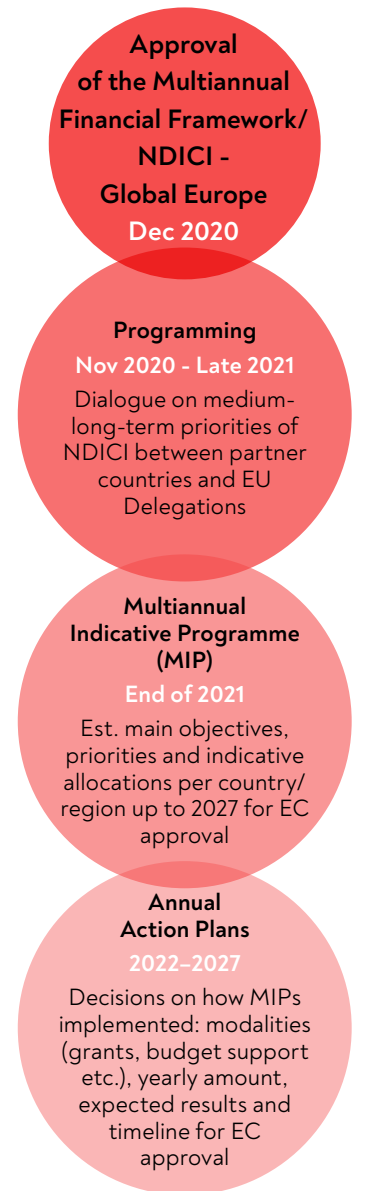 Approval
of the Multiannual
Financial Framework/
NDICI -
Global Europe
Dec 2020
Programming
Nov 2020 - Late 2021
Dialogue on medium-
long-term priorities of
NDICI between partner
countries and EU
Delegations
Multiannual
Indicative Programme
(MIP)
End of 2021
Est. main objectives,
priorities and indicative
allocations per country/
region up to 2027 for EC
approval
Annual
Action Plans
2022–2027
Decisions on how MIPs
implemented: modalities
(grants, budget support
etc.), yearly amount,
expected results and
timeline for EC
approval